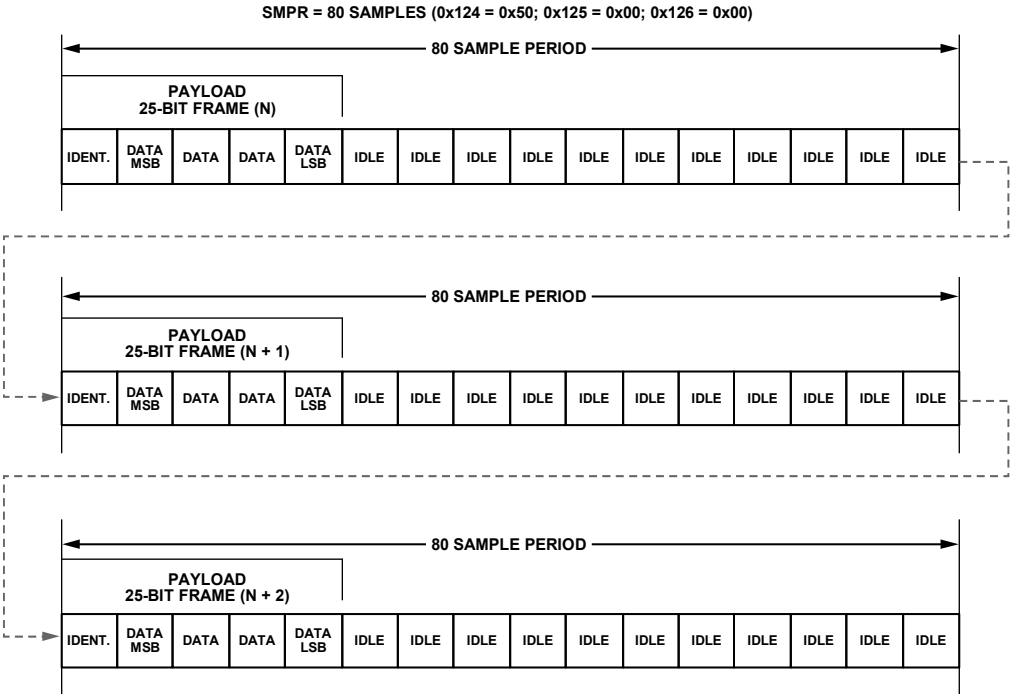 SMPR = 80 SAMPLES (0x124 = 0x50; 0x125 = 0x00; 0x126 = 0x00)
80 SAMPLE PERIOD
PAYLOAD
25-BIT FRAME (N)
IDENT. DATA MSB DATA DATA DATA LSB IDLE IDLE IDLE IDLE IDLE IDLE IDLE IDLE IDLE IDLE IDLE
80 SAMPLE PERIOD
PAYLOAD
25-BIT FRAME (N + 1)
IDENT. DATA MSB DATA DATA DATA LSB IDLE IDLE IDLE IDLE IDLE IDLE IDLE IDLE IDLE IDLE IDLE
80 SAMPLE PERIOD
PAYLOAD
25-BIT FRAME (N + 2)
IDENT. DATA MSB DATA DATA DATA LSB IDLE IDLE IDLE IDLE IDLE IDLE IDLE IDLE IDLE IDLE IDLE